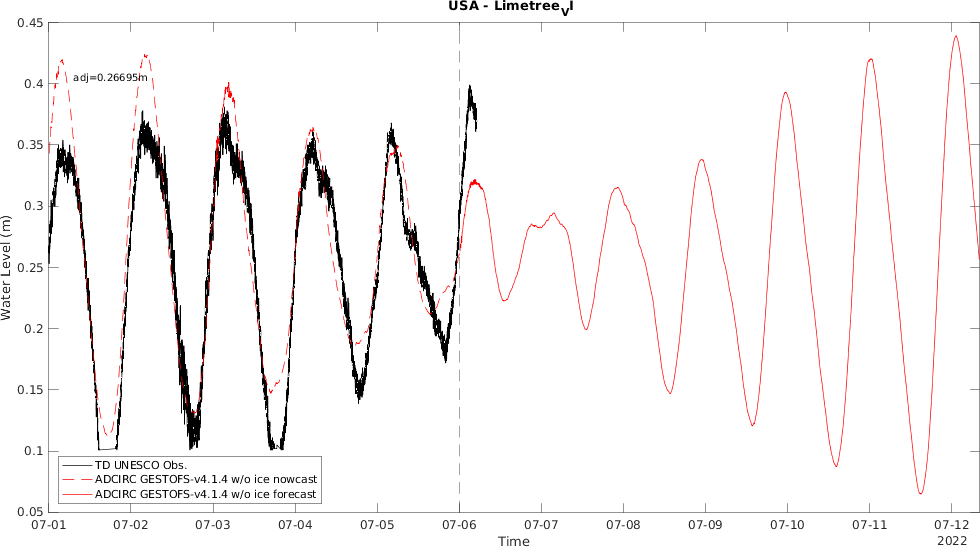 USA - LimetreeVI
0.45
adj=0.26695m
0.4
0.35
0.3
0.25
0.2
0.15
0.1
0.05
Water Level (m)
TD UNESCO Obs.
ADCIRC GESTOFS-v4.1.4 w/o ice nowcast
ADCIRC GESTOFS-v4.1.4 w/o ice forecast
07-01 07-02 07-03 07-04 07-05 07-06 07-07 07-08 07-09 07-10 07-11 07-12
2022
Time